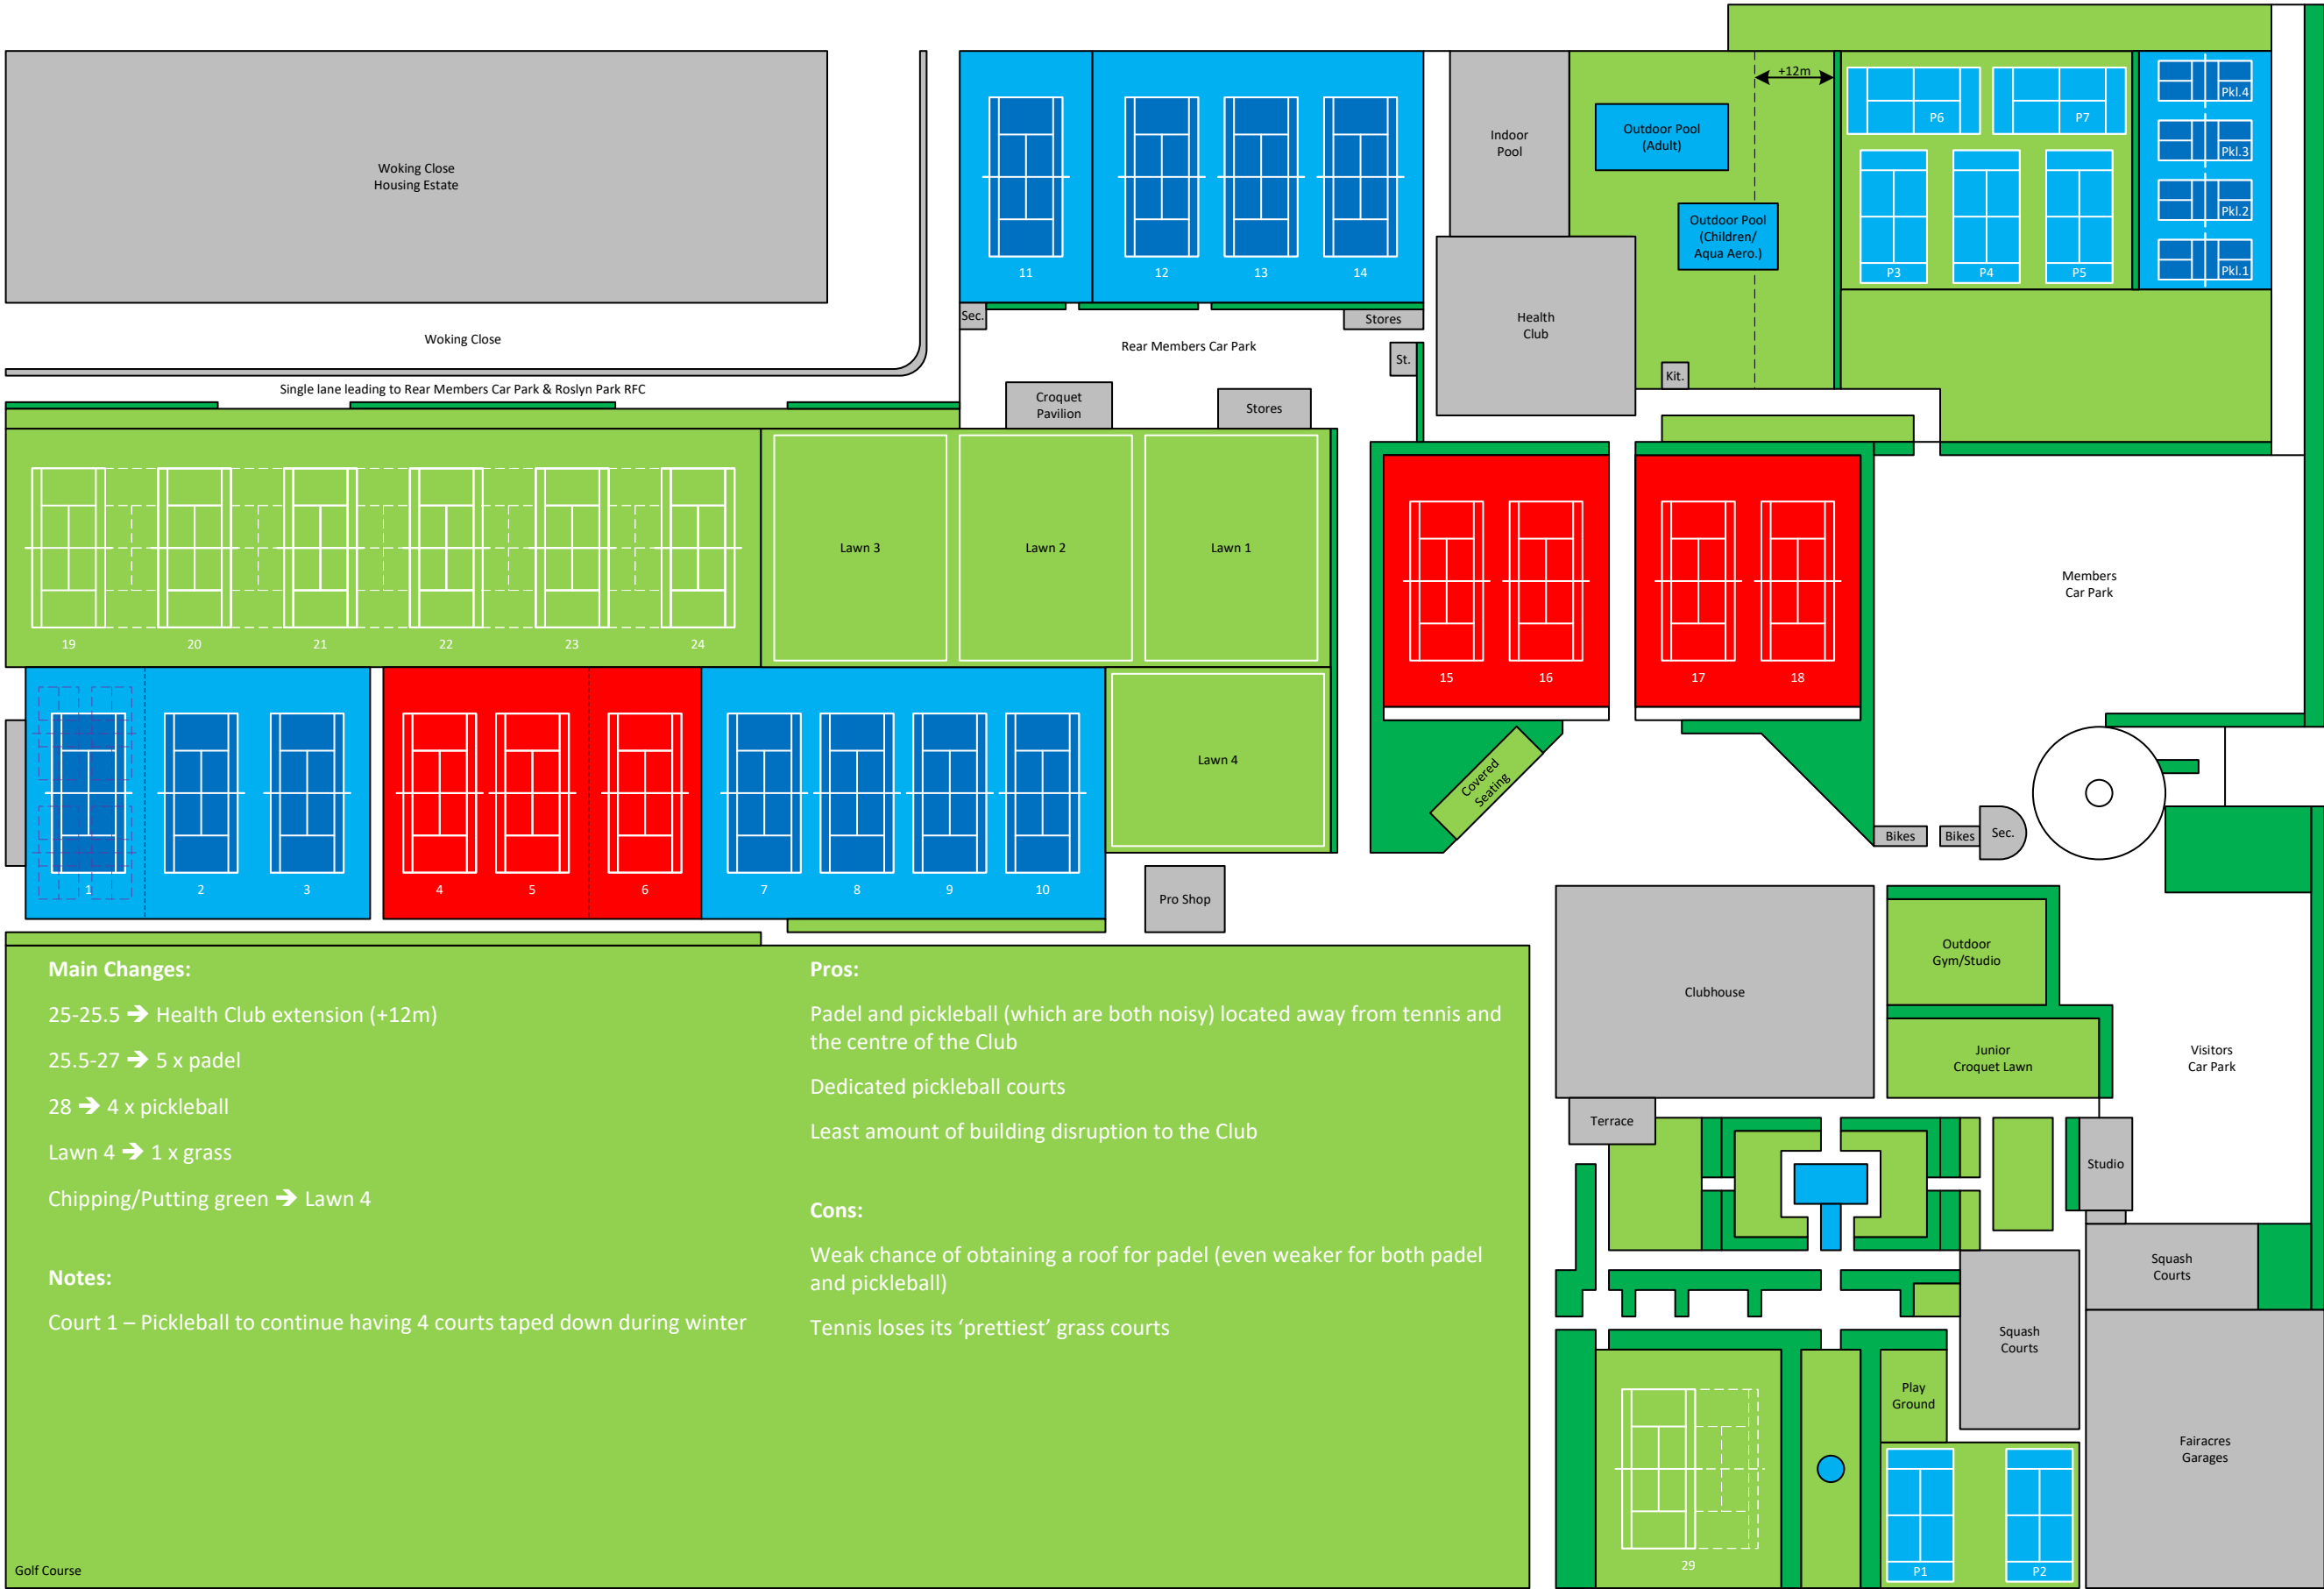 +12m
Pkl.4
P6
P7
Indoor
Pool
Outdoor Pool
(Adult)
Woking Close
Housing Estate
Pkl.3
Pkl.2
Outdoor Pool
(Children/
Aqua Aero.)
11
12
13
14
P3
P4
P5
Pkl.1
Sec.
Stores
Health
Club
Woking Close
Rear Members Car Park
St.
Kit.
Single lane leading to Rear Members Car Park & Roslyn Park RFC
Croquet
Pavilion
Stores
Lawn 3
Lawn 2
Lawn 1
Members
Car Park
19
20
21
22
23
24
15
16
17
18
Lawn 4
Covered
Seating
Bikes
Bikes
Sec.
1
2
3
4
5
6
7
8
9
10
Pro Shop
Main Changes:
25-25.5 ➔ Health Club extension (+12m)
25.5-27 ➔ 5 x padel
28 ➔ 4 x pickleball
Lawn 4 ➔ 1 x grass
Chipping/Putting green ➔ Lawn 4
Notes:
Court 1 – Pickleball to continue having 4 courts taped down during winter
Pros:
Padel and pickleball (which are both noisy) located away from tennis and
the centre of the Club
Dedicated pickleball courts
Least amount of building disruption to the Club
Cons:
Weak chance of obtaining a roof for padel (even weaker for both padel
and pickleball)
Tennis loses its ‘prettiest’ grass courts
Golf Course
Clubhouse
Outdoor
Gym/Studio
Junior
Croquet Lawn
Visitors
Car Park
Terrace
Studio
Squash
Courts
Squash
Courts
Play
Ground
Fairacres
Garages
29
P1
P2